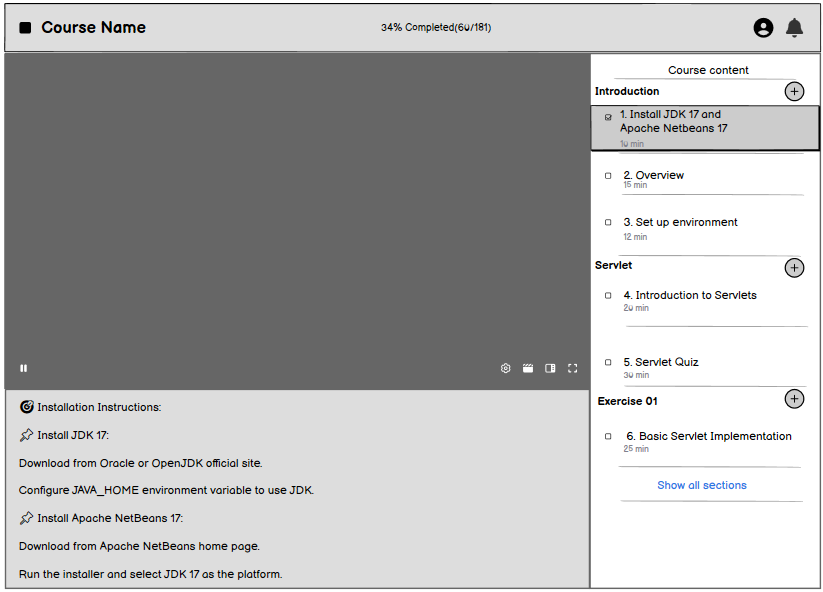 Course Name
34% Completed(60/181)
Course content
Introduction
1. Install JDK 17 and
Apache Netbeans 17
10 min
2. Overview
15 min
3. Set up environment
12 min
Servlet
4. Introduction to Servlets
20 min
5. Servlet Quiz
30 min
Exercise 01
6. Basic Servlet Implementation
25 min
Show all sections
Installation Instructions:
Install JDK 17:
Download from Oracle or OpenJDK official site.
Configure JAVA_HOME environment variable to use JDK.
Install Apache NetBeans 17:
Download from Apache NetBeans home page.
Run the installer and select JDK 17 as the platform.